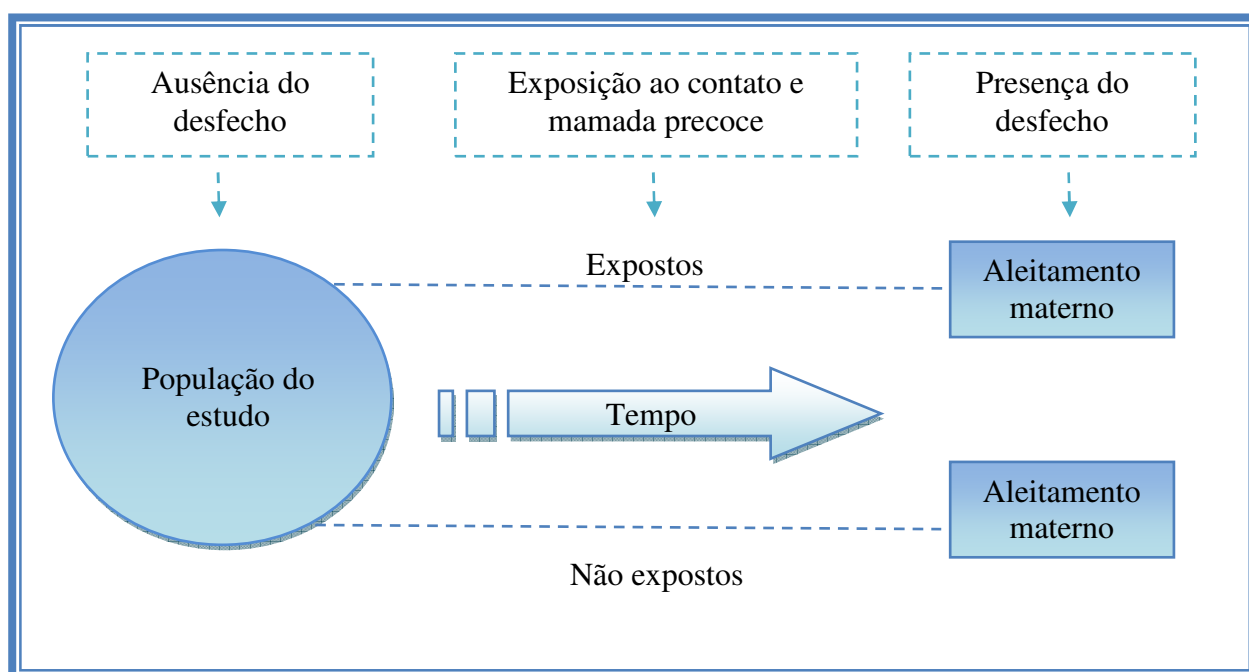 Ausência do
desfecho
Exposição ao contato e
mamada precoce
Presença do
desfecho
Expostos
Aleitamento
materno
População do
estudo
Tempo
Aleitamento
materno
Não expostos